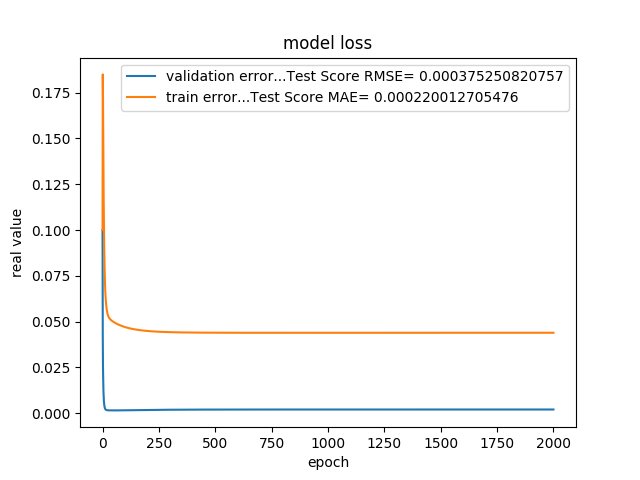 model loss
validation error...Test Score RMSE= 0.000375250820757
train error...Test Score MAE= 0.000220012705476
0.175
0.150
0.125
0.100
0.075
0.050
0.025
0.000
real value
0 250 500 750 1000 1250 1500 1750 2000
epoch